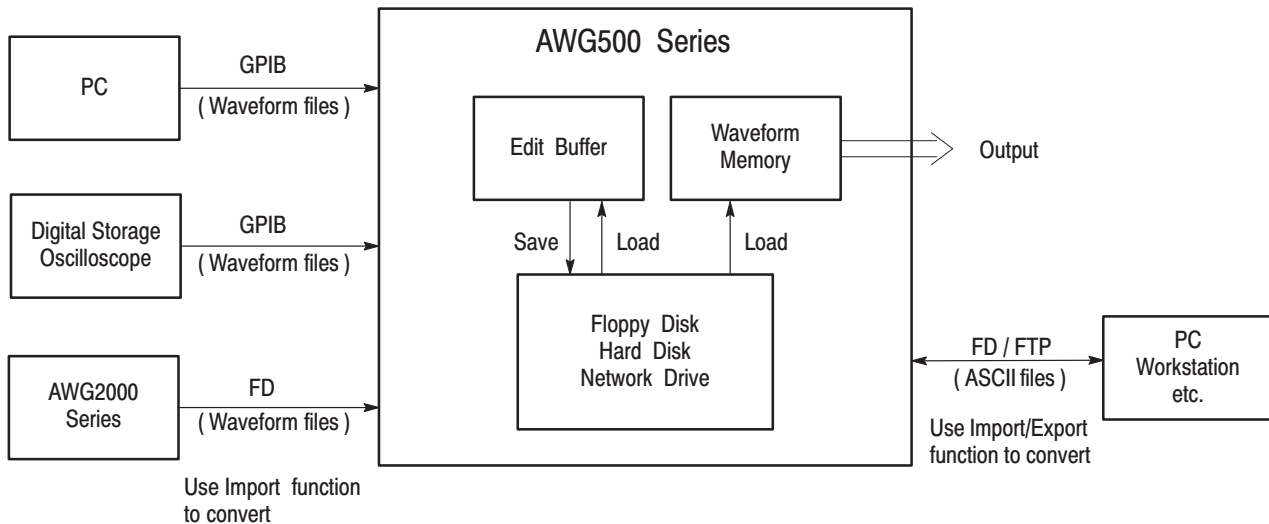 AWG500 Series
PC
GPIB
( Waveform files )
Edit Buffer
Waveform
Memory
Output
Digital Storage
Oscilloscope
GPIB
( Waveform files )
Save
Load
Load
Floppy Disk
Hard Disk
Network Drive
AWG2000
Series
FD
( Waveform files )
Use Import function
to convert
FD / FTP
( ASCII files )
Use Import/Export
function to convert
PC
Workstation
etc.